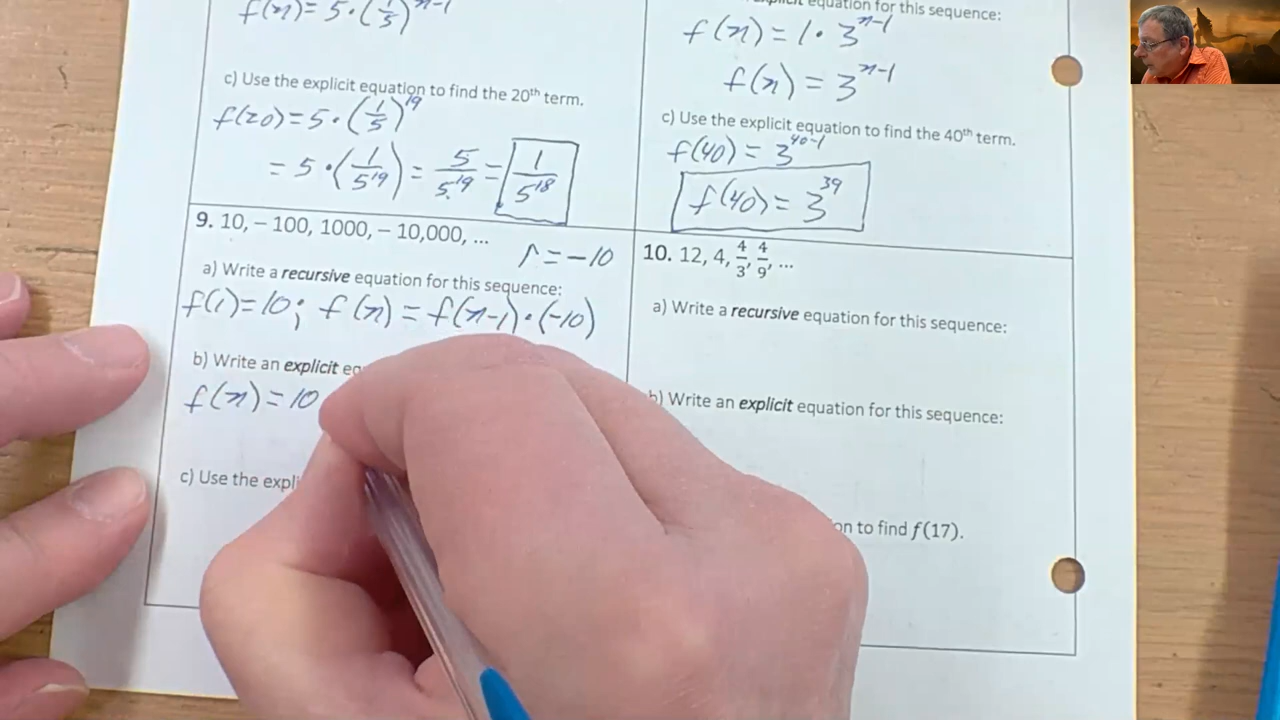 f(n) = 5 · (1/5)^n-1
c) Use the explicit equation to find the 20th term.
f(20) = 5 · (1/5)^19
= 5 · (1/5^19) = 5/5^19 = 1/5^18
equation for this sequence:
f(n) = 1 · 3^n-1
f(n) = 3^n-1
c) Use the explicit equation to find the 40th term.
f(40) = 3^40-1
f(40) = 3^39
9. 10, – 100, 1000, – 10,000, ...
r = -10
a) Write a recursive equation for this sequence:
f(1) = 10; f(n) = f(n-1) · (-10)
b) Write an explicit
f(n) = 10
c) Use the
10. 12, 4, 4/3, 4/9, ...
a) Write a recursive equation for this sequence:
b) Write an explicit equation for this sequence:
to find f(17).